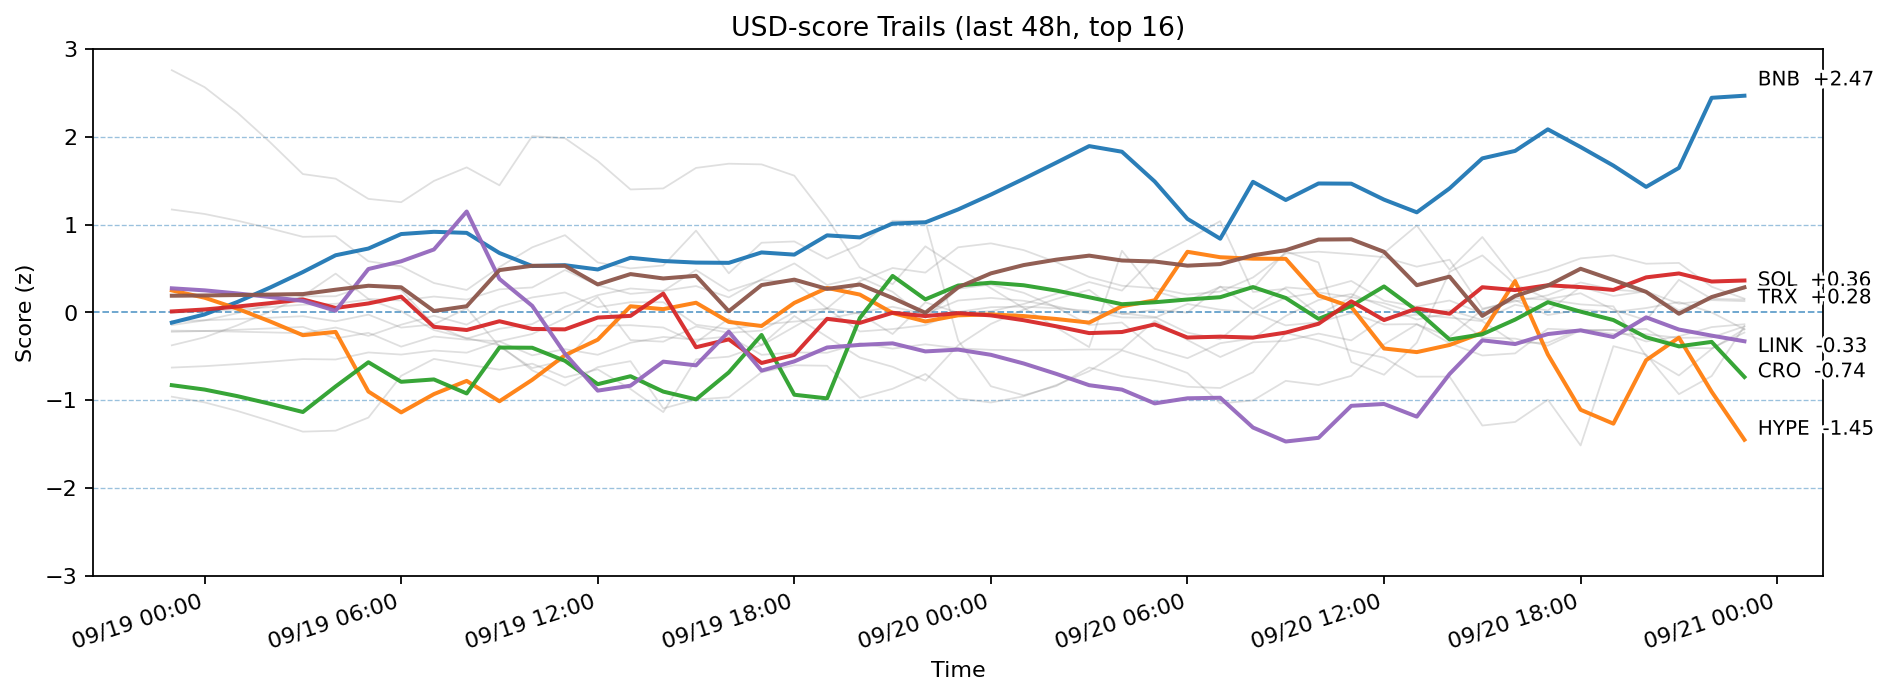 USD-score Trails (last 48h, top 16)
3
2
1
0
−1
−2
−3
Score (z)
BNB +2.47
SOL +0.36
TRX +0.28
LINK -0.33
CRO -0.74
HYPE -1.45
09/19 00:00
09/19 06:00
09/19 12:00
09/19 18:00
09/20 00:00
09/20 06:00
09/20 12:00
09/20 18:00
09/21 00:00
Time